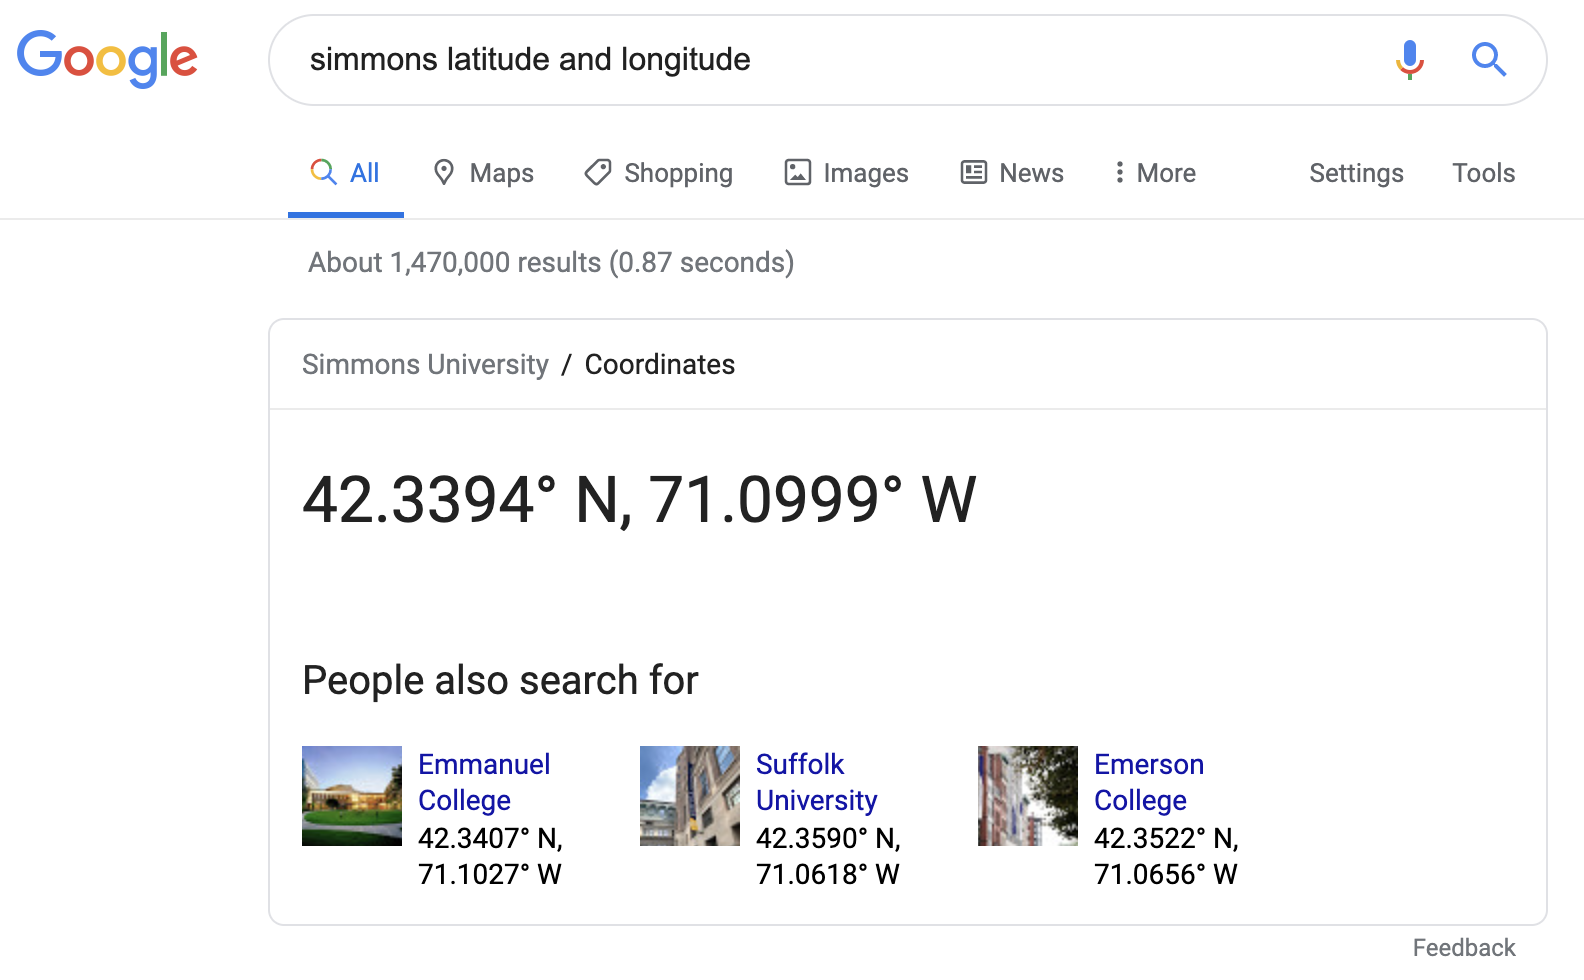 Google
simmons latitude and longitude
All Maps Shopping Images News More Settings Tools
About 1,470,000 results (0.87 seconds)
Simmons University / Coordinates
42.3394° N, 71.0999° W
People also search for
Emmanuel
College
42.3407° N,
71.1027° W
Suffolk
University
42.3590° N,
71.0618° W
Emerson
College
42.3522° N,
71.0656° W
Feedback